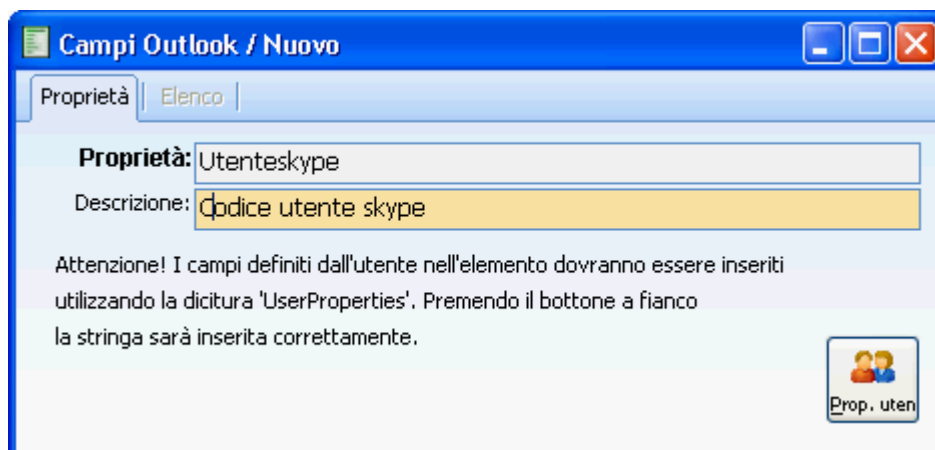 Campi Outlook / Nuovo
Proprietà Elenco
Proprietà: Utenteskype
Descrizione: Codice utente skype
Attenzione! I campi definiti dall'utente nell'elemento dovranno essere inseriti
utilizzando la dicitura 'UserProperties'. Premendo il bottone a fianco
la stringa sarà inserita correttamente.
Prop. uten